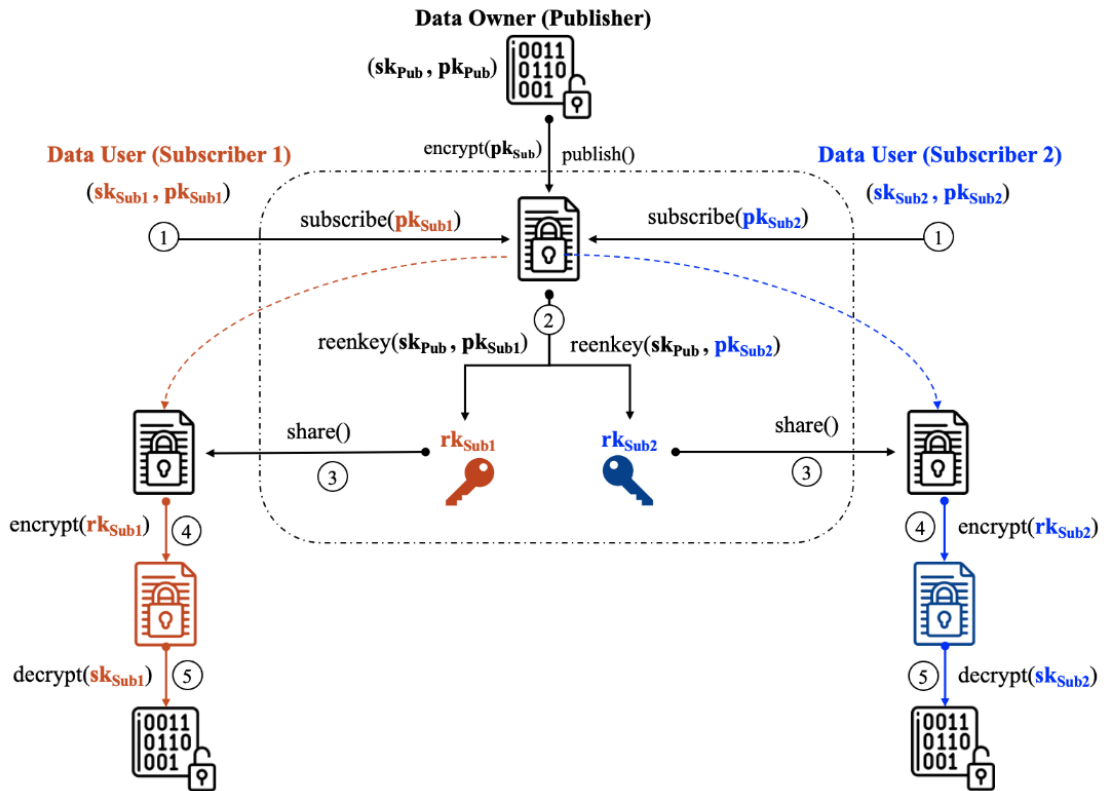 Data Owner (Publisher)
(skPub , pkPub)
0011
0110
001
encrypt(pkSub)
publish()
Data User (Subscriber 1)
(skSub1 , pkSub1)
Data User (Subscriber 2)
(skSub2 , pkSub2)
1
subscribe(pkSub1)
subscribe(pkSub2)
1
2
reenkey(skPub , pkSub1)
reenkey(skPub , pkSub2)
share()
3
rkSub1
rkSub2
share()
3
encrypt(rkSub1)
4
4
encrypt(rkSub2)
decrypt(skSub1)
5
5
decrypt(skSub2)
0011
0110
001
0011
0110
001